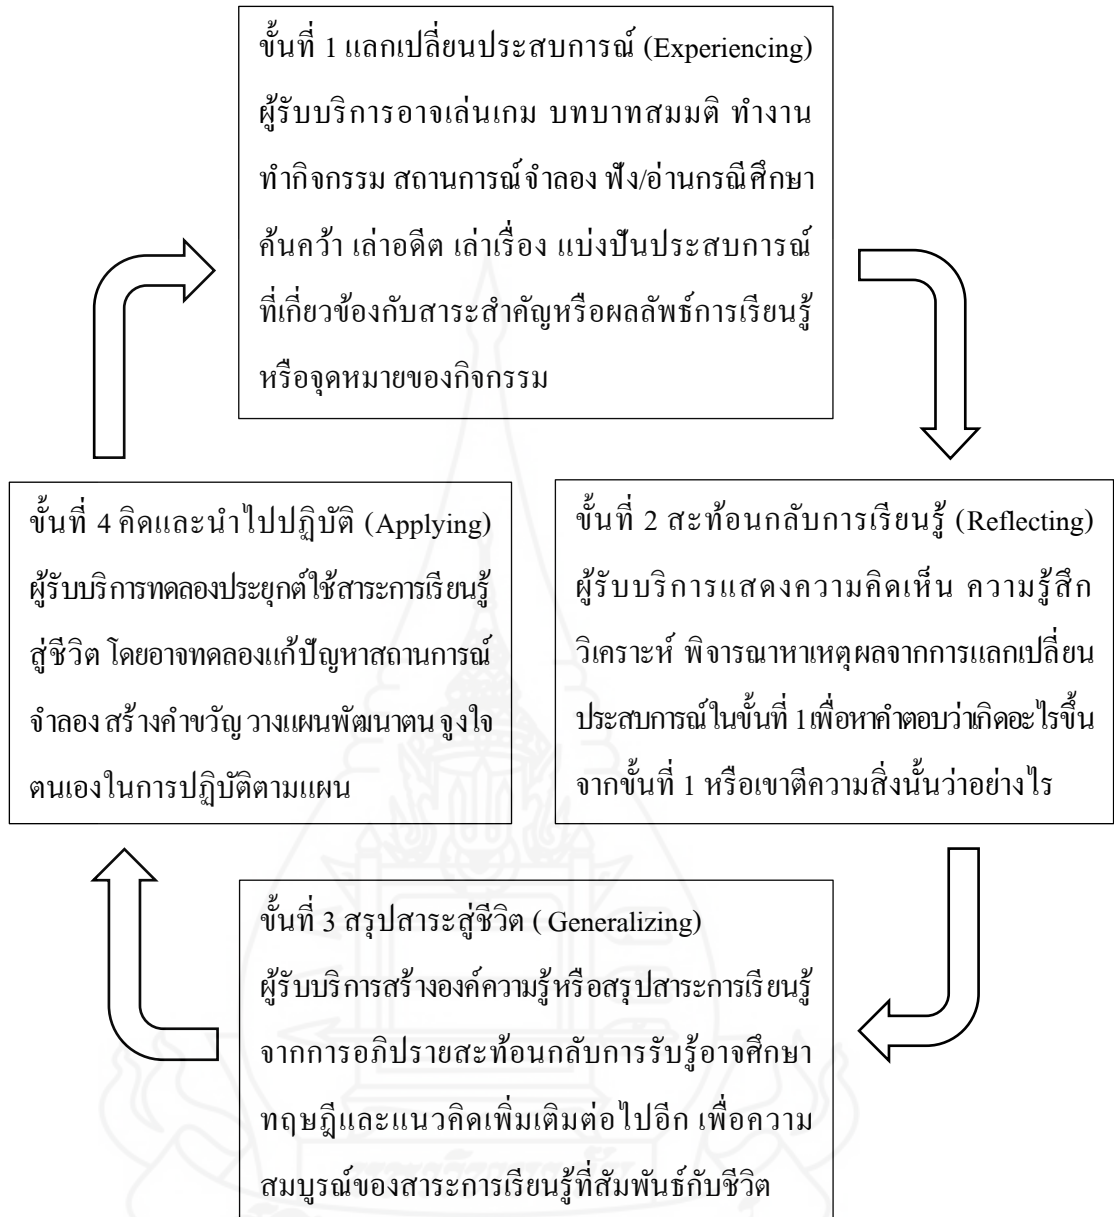 ขั้นที่ 1 แลกเปลี่ยนประสบการณ์ (Experiencing)
ผู้รับบริการอาจเล่นเกม บทบาทสมมติ ทำงาน
ทำกิจกรรม สถานการณ์จำลอง ฟัง/อ่านกรณีศึกษา
ค้นคว้า เล่าอดีต เล่าเรื่อง แบ่งปันประสบการณ์
ที่เกี่ยวข้องกับสาระสำคัญหรือผลลัพธ์การเรียนรู้
หรือจุดหมายของกิจกรรม
ขั้นที่ 2 สะท้อนกลับการเรียนรู้ (Reflecting)
ผู้รับบริการแสดงความคิดเห็น ความรู้สึก
วิเคราะห์ พิจารณาหาเหตุผลจากการแลกเปลี่ยน
ประสบการณ์ในขั้นที่ 1 เพื่อหาคำตอบว่าเกิดอะไรขึ้น
จากขั้นที่ 1 หรือเขาตีความสิ่งนั้นว่าอย่างไร
ขั้นที่ 3 สรุปสาระสู่ชีวิต ( Generalizing)
ผู้รับบริการสร้างองค์ความรู้หรือสรุปสาระการเรียนรู้
จากการอภิปรายสะท้อนกลับการรับรู้อาจศึกษา
ทฤษฎีและแนวคิดเพิ่มเติมต่อไปอีก เพื่อความ
สมบูรณ์ของสาระการเรียนรู้ที่สัมพันธ์กับชีวิต
ขั้นที่ 4 คิดและนำไปปฏิบัติ (Applying)
ผู้รับบริการทดลองประยุกต์ใช้สาระการเรียนรู้
สู่ชีวิต โดยอาจทดลองแก้ปัญหาสถานการณ์
จำลอง สร้างคำขวัญ วางแผนพัฒนาตน จูงใจ
ตนเองในการปฏิบัติตามแผน